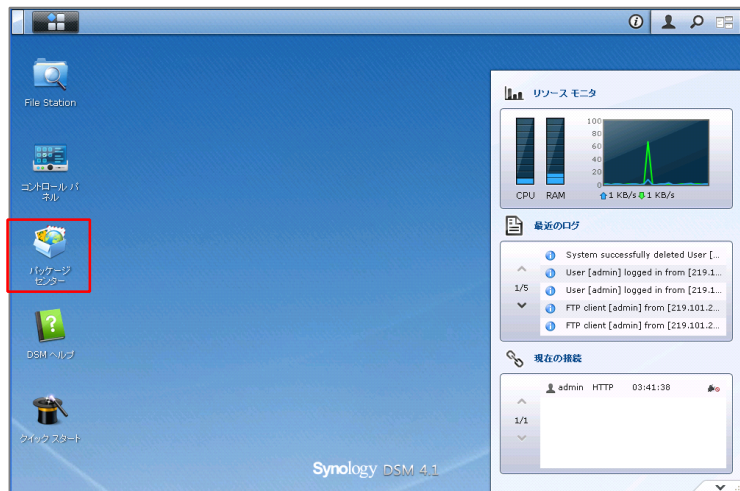 File Station
コントロール パ
ネル
パッケージ
センター
DSM ヘルプ
クイック スタート
Synology DSM 4.1
リソース モニタ
100
80
60
40
20
0
CPU RAM 1 KB/s 1 KB/s
最近のログ
System successfully deleted User [...
User [admin] logged in from [219.1...
1/5
User [admin] logged in from [219.1...
FTP client [admin] from [219.101.2...
FTP client [admin] from [219.101.2...
現在の接続
admin HTTP 03:41:38
1/1